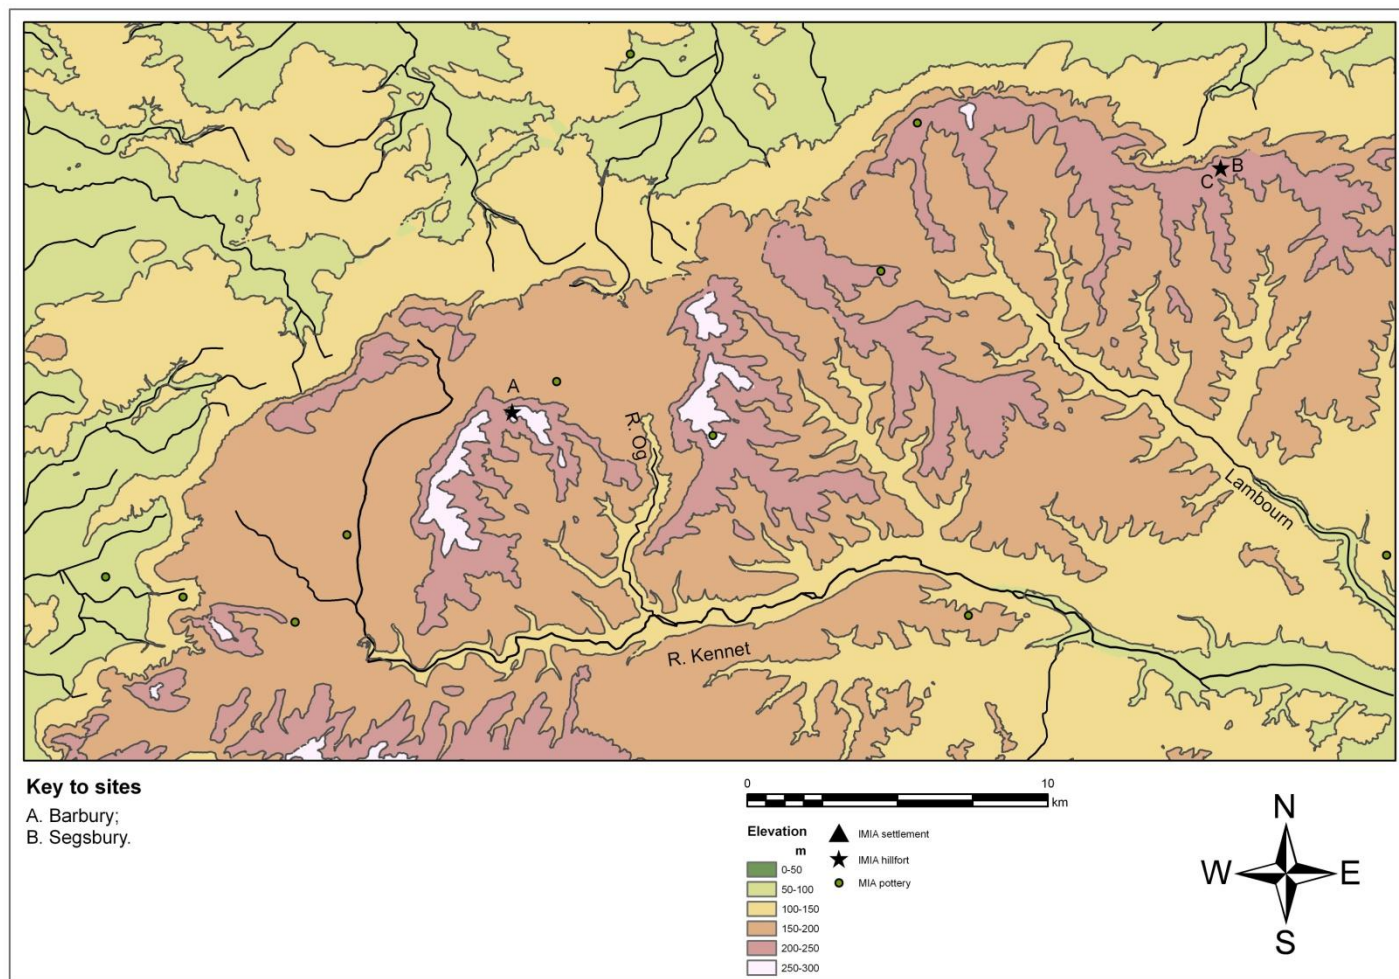 A
B
C
R. Og
Lambourn
R. Kennet
Key to sites
A. Barbury;
B. Segsbury.
0 10
km
Elevation
m
0-50
50-100
100-150
150-200
200-250
250-300
IMIA settlement
IMIA hillfort
MIA pottery
N
W E
S